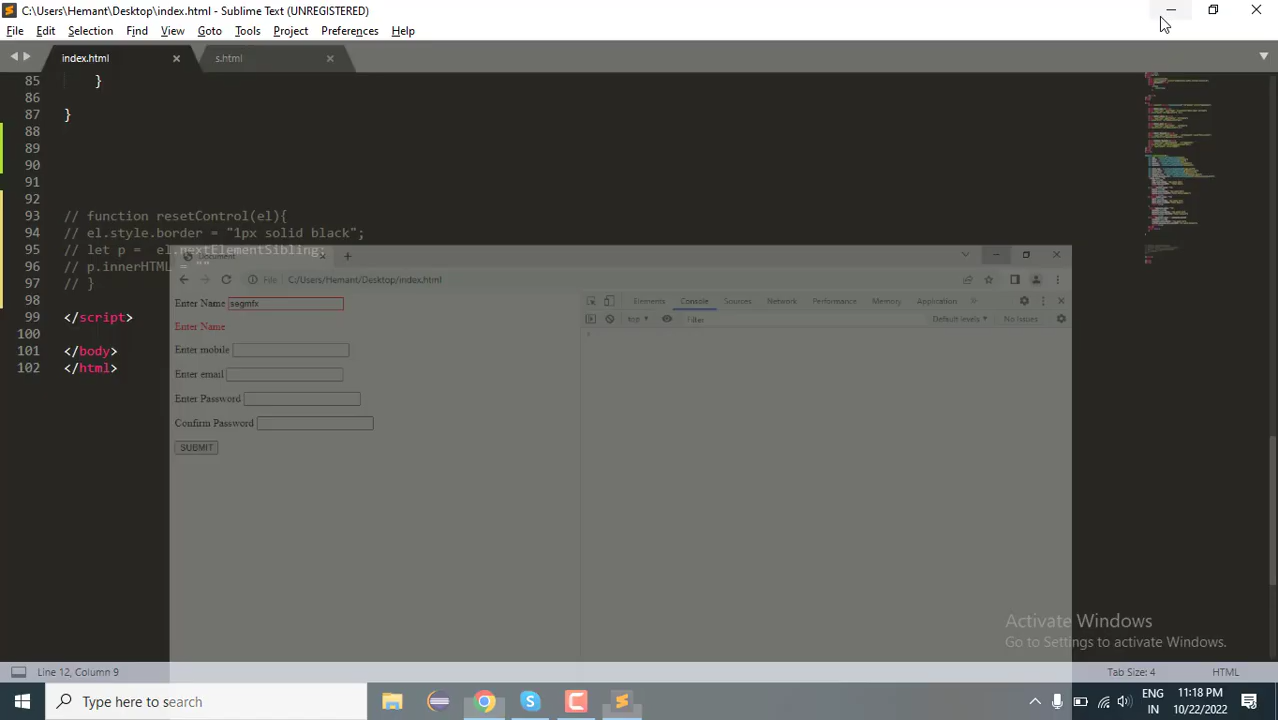 C:\Users\Hemant\Desktop\index.html - Sublime Text (UNREGISTERED)
File Edit Selection Find View Goto Tools Project Preferences Help
index.html
s.html
85 }
86
87 }
88
89
90
91
92
93 // function resetControl(el){
94 // el.style.border = "1px solid black";
95 // let p = el.nextElementSibling;
96 // p.innerHTML = ""
97 // }
98
99 </script>
100
101 </body>
102 </html>
Document
File C:/Users/Hemant/Desktop/index.html
Enter Name segmfx
Enter Name
Enter mobile
Enter email
Enter Password
Confirm Password
SUBMIT
Elements Console Sources Network Performance Memory Application
top Filter Default levels No Issues
Activate Windows
Go to Settings to activate Windows.
Line 12, Column 9
Tab Size: 4 HTML
Type here to search
ENG
IN
11:18 PM
10/22/2022